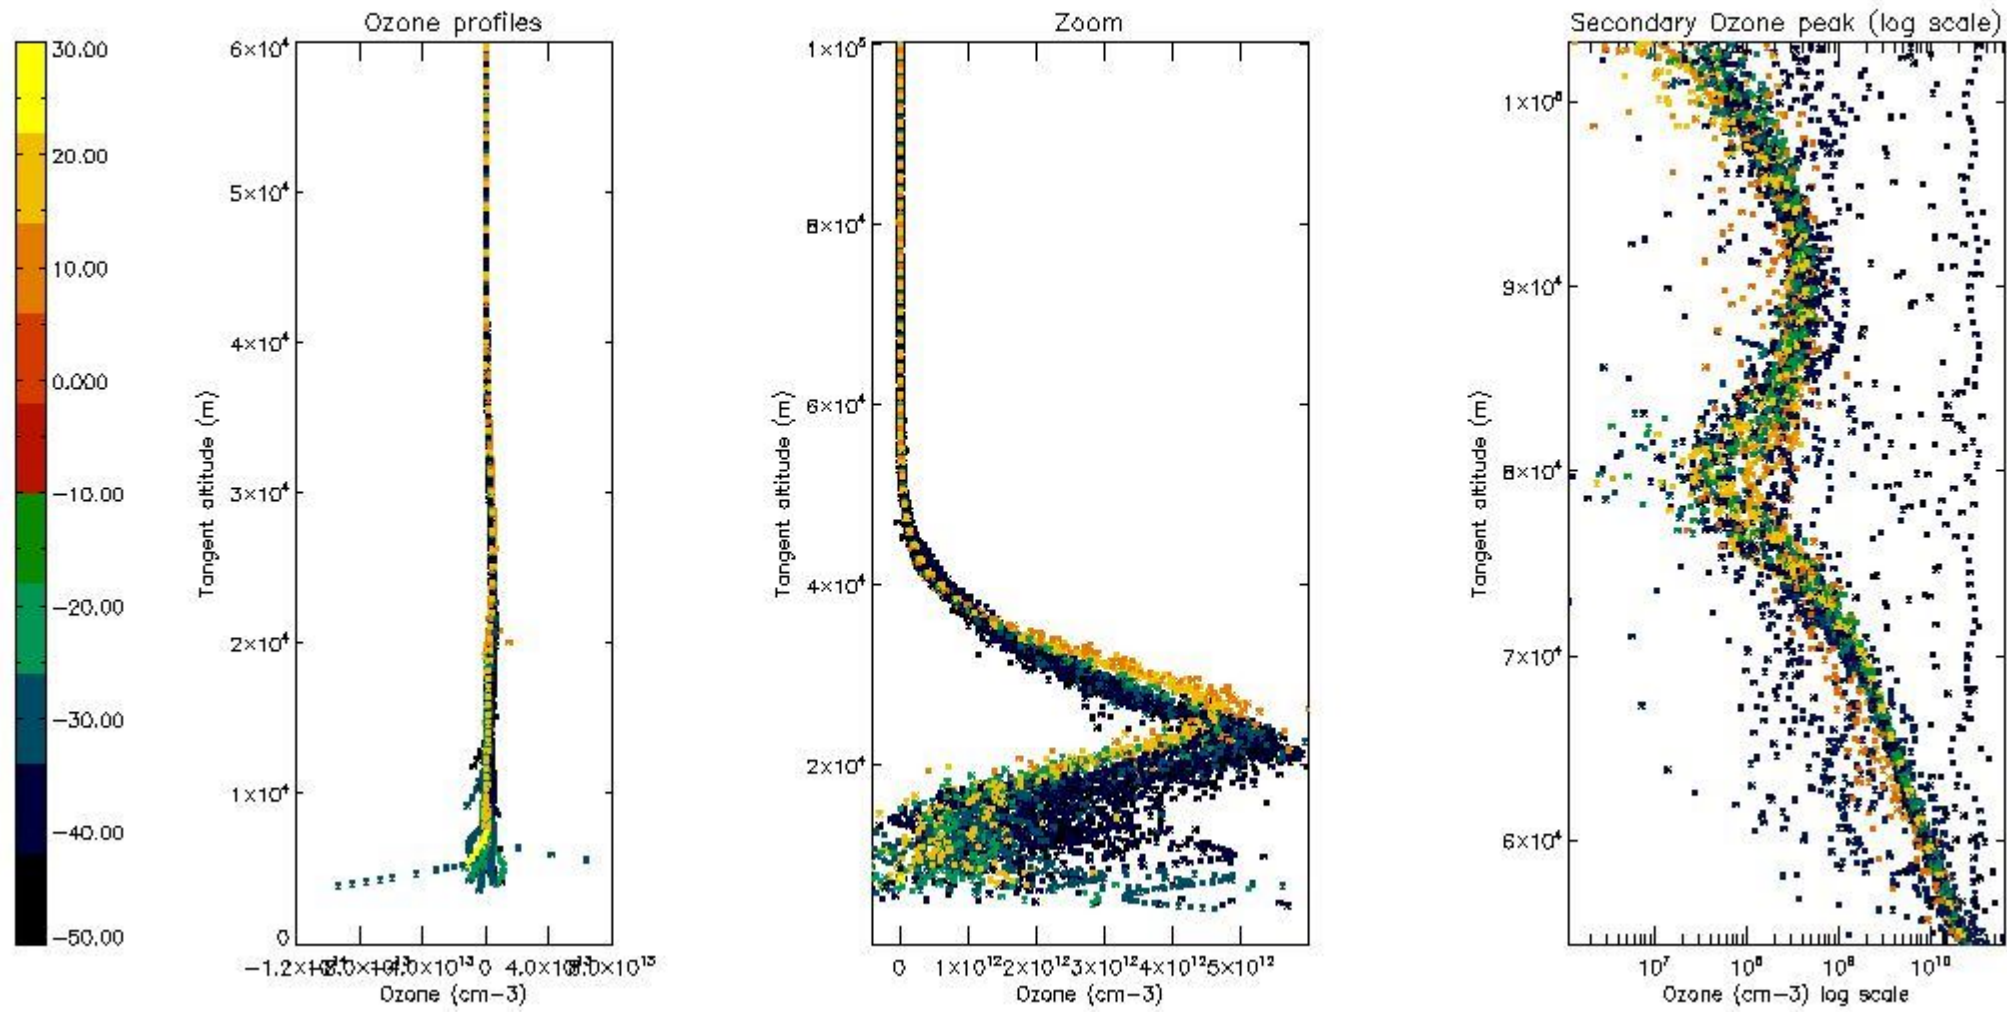 Ozone profiles
Zoom
Secondary Ozone peak (log scale)
30.00
20.00
10.00
0.000
−10.00
−20.00
−30.00
−40.00
−50.00
6×10⁴
5×10⁴
4×10⁴
3×10⁴
2×10⁴
1×10⁴
0
Tangent altitude (m)
0 4.0×10¹³
Ozone (cm−3)
1×10⁵
8×10⁴
6×10⁴
4×10⁴
2×10⁴
Tangent altitude (m)
0 1×10¹² 2×10¹² 3×10¹² 4×10¹² 5×10¹²
Ozone (cm−3)
1×10⁵
9×10⁴
8×10⁴
7×10⁴
6×10⁴
Tangent altitude (m)
10⁷ 10⁸ 10⁹ 10¹⁰
Ozone (cm−3) log scale